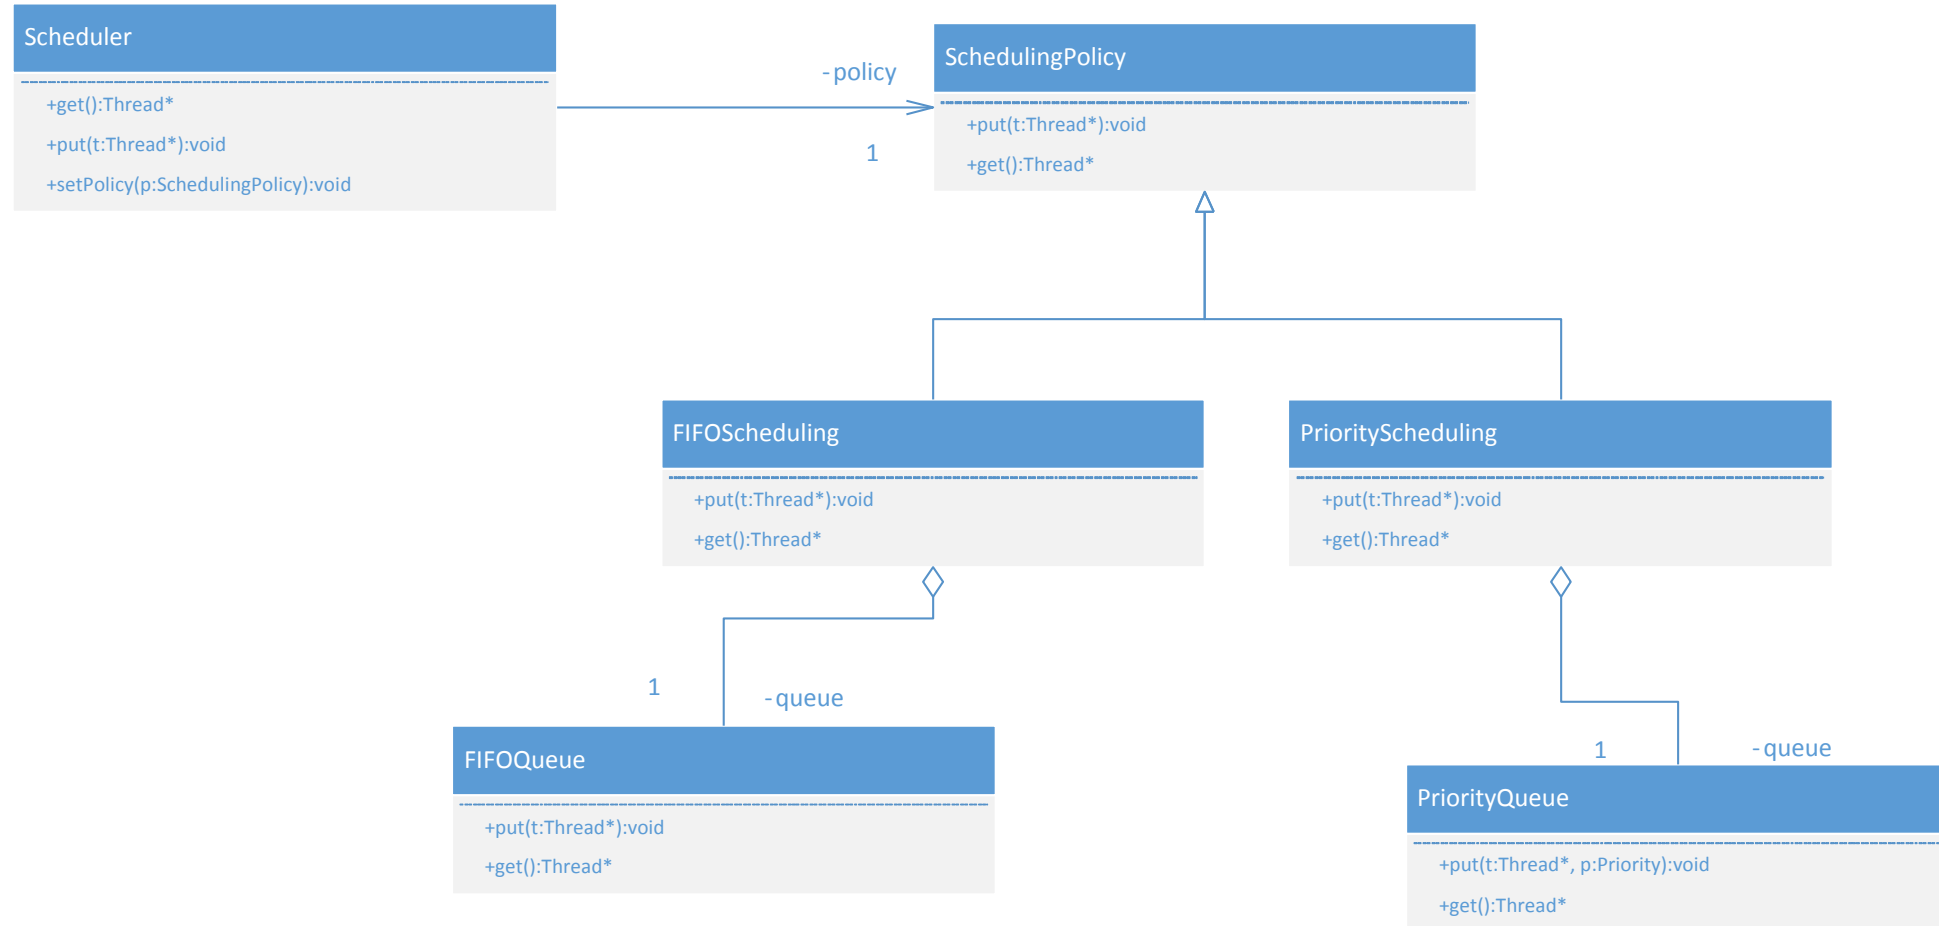 Scheduler
+get():Thread*
+put(t:Thread*):void
+setPolicy(p:SchedulingPolicy):void
-policy
1
SchedulingPolicy
+put(t:Thread*):void
+get():Thread*
FIFOScheduling
+put(t:Thread*):void
+get():Thread*
PriorityScheduling
+put(t:Thread*):void
+get():Thread*
1
-queue
FIFOQueue
+put(t:Thread*):void
+get():Thread*
1
-queue
PriorityQueue
+put(t:Thread*, p:Priority):void
+get():Thread*